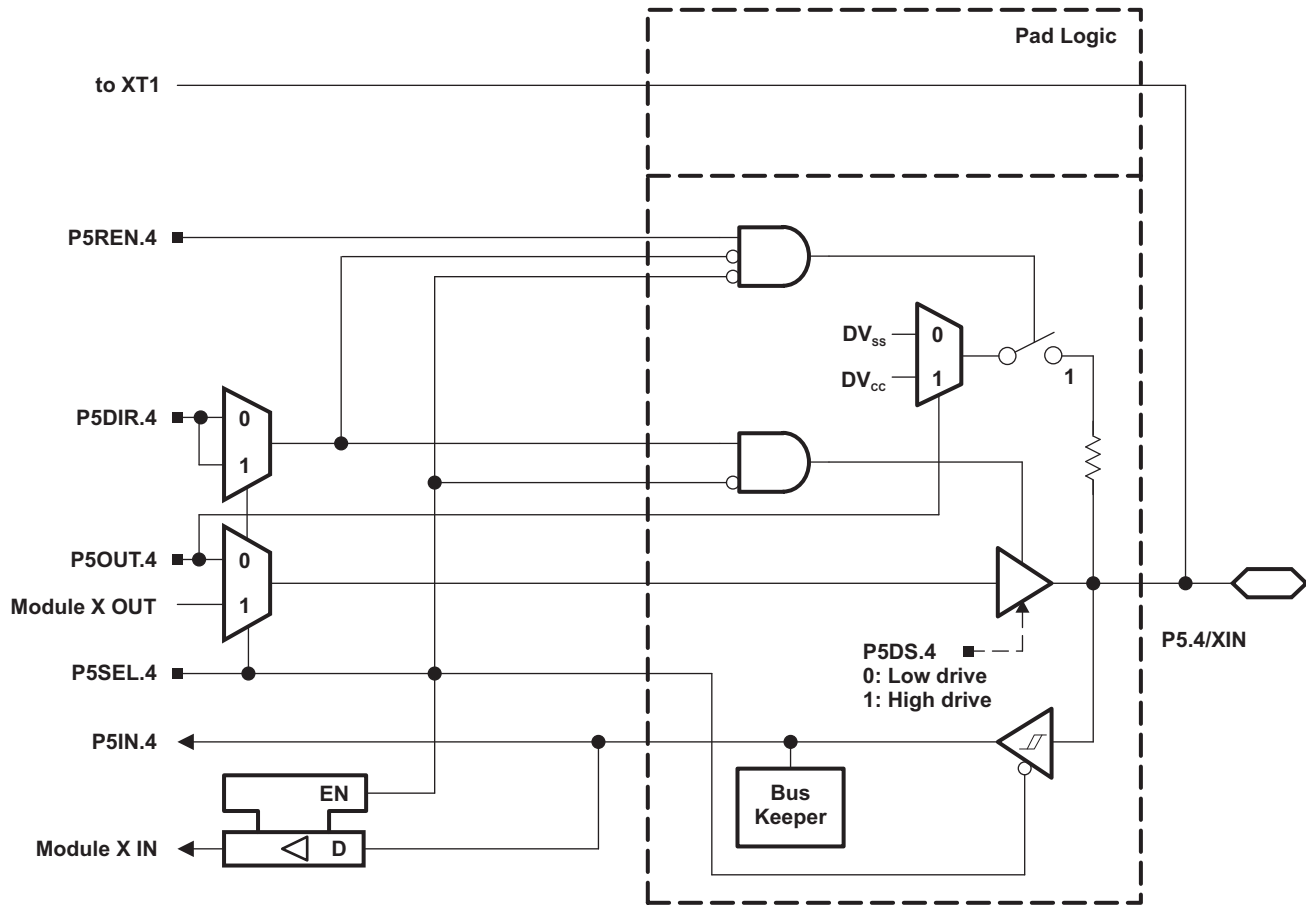 Pad Logic
to XT1
P5REN.4
DVSS
0
DVCC
1
1
P5DIR.4
0
1
P5OUT.4
0
Module X OUT
1
P5SEL.4
P5DS.4
0: Low drive
1: High drive
P5.4/XIN
P5IN.4
EN
Bus
Keeper
Module X IN
D